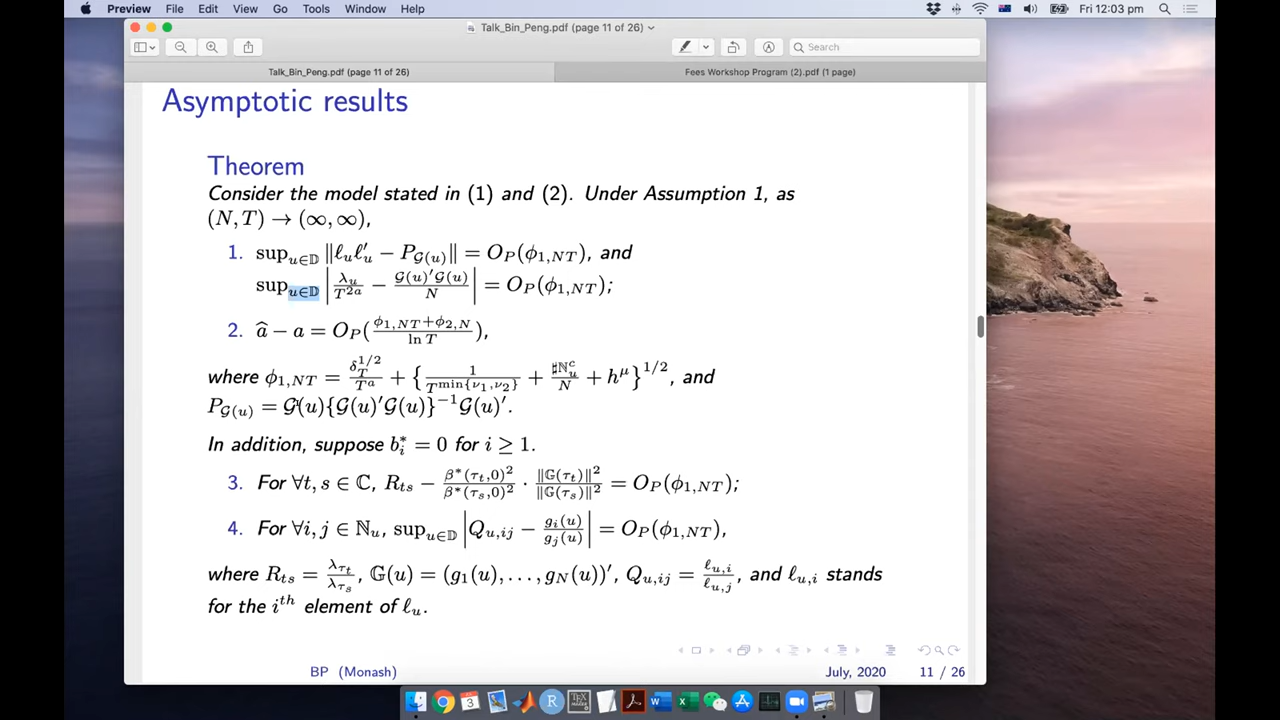 Preview File Edit View Go Tools Window Help Fri 12:03 pm
Talk_Bin_Peng.pdf (page 11 of 26)
Search
Talk_Bin_Peng.pdf (page 11 of 26) Fees Workshop Program (2).pdf (1 page)
Asymptotic results
Theorem
Consider the model stated in (1) and (2). Under Assumption 1, as
(N, T) → (∞, ∞),
1. sup_{u∈𝔻} ‖ℓ_u ℓ'_u − P_{𝒢(u)}‖ = O_P(ϕ_{1,NT}), and
sup_{u∈𝔻} |λ_u/T^{2a} − 𝒢(u)'𝒢(u)/N| = O_P(ϕ_{1,NT});
2. â − a = O_P((ϕ_{1,NT}+ϕ_{2,N})/ln T),
where ϕ_{1,NT} = δ_T^{1/2}/T^a + {1/T^{min{ν_1,ν_2}} + ♯ℕ_u^c/N + h^μ}^{1/2}, and
P_{𝒢(u)} = 𝒢(u){𝒢(u)'𝒢(u)}^{−1}𝒢(u)'.
In addition, suppose b_i^* = 0 for i ≥ 1.
3. For ∀t, s ∈ ℂ, R_{ts} − β^*(τ_t,0)^2/β^*(τ_s,0)^2 · ‖𝔾(τ_t)‖^2/‖𝔾(τ_s)‖^2 = O_P(ϕ_{1,NT});
4. For ∀i, j ∈ ℕ_u, sup_{u∈𝔻} |Q_{u,ij} − g_i(u)/g_j(u)| = O_P(ϕ_{1,NT}),
where R_{ts} = λ_{τ_t}/λ_{τ_s}, 𝔾(u) = (g_1(u), . . . , g_N(u))', Q_{u,ij} = ℓ_{u,i}/ℓ_{u,j}, and ℓ_{u,i} stands
for the i^{th} element of ℓ_u.
BP (Monash) July, 2020 11 / 26